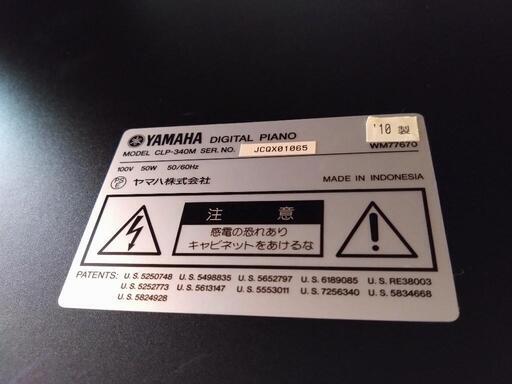 YAMAHA DIGITAL PIANO '10 製
MODEL CLP-340M SER. NO. JCQX01065 WM77670
100V 50W 50/60Hz
ヤマハ株式会社 MADE IN INDONESIA
注 意
感電の恐れあり
キャビネットをあけるな
PATENTS: U.S. 5250748 U.S. 5498835 U.S. 5652797 U.S. 6189085 U.S. RE38003
U.S. 5252773 U.S. 5613147 U.S. 5553011 U.S. 7256340 U.S. 5834668
U.S. 5824928